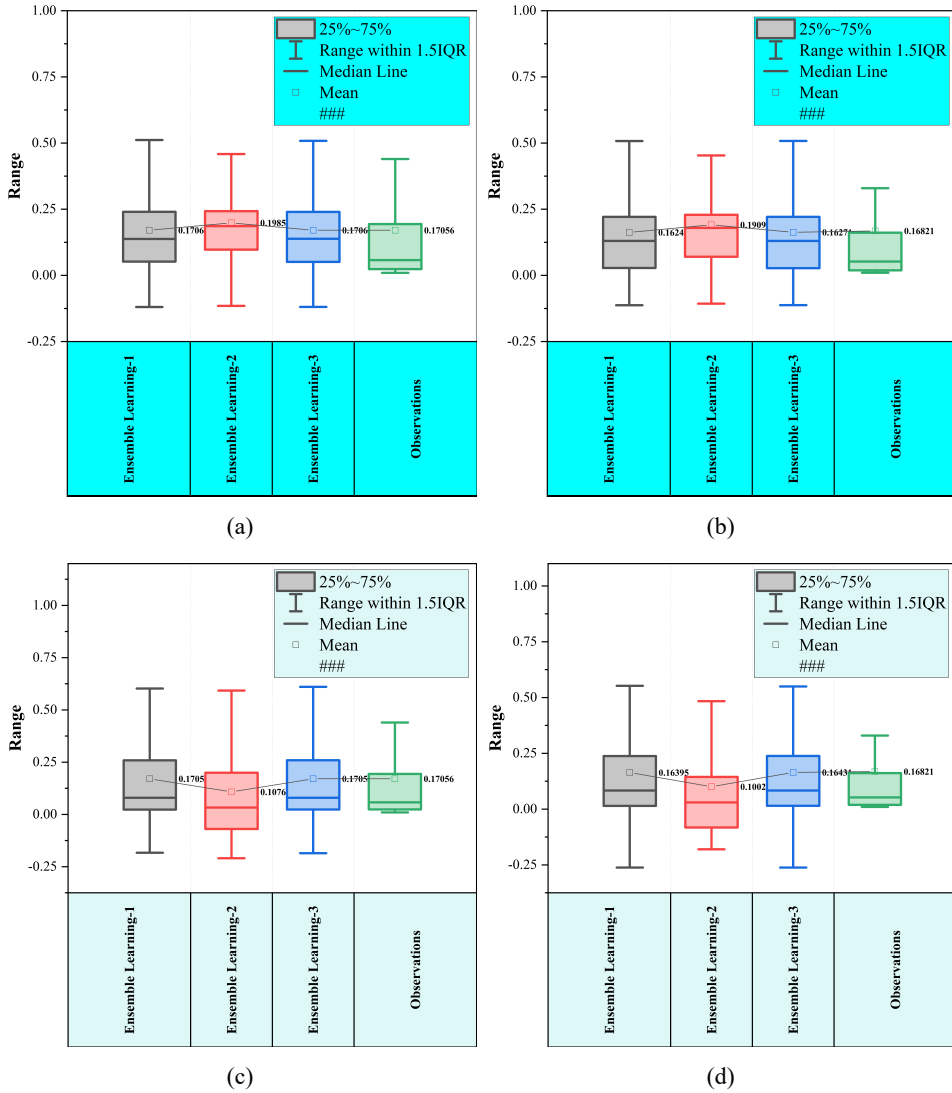 1.00
0.75
0.50
0.25
0.00
-0.25
Range
25%~75%
Range within 1.5IQR
Median Line
Mean
###
0.1706
0.1985
0.1706
0.17056
Ensemble Learning-1
Ensemble Learning-2
Ensemble Learning-3
Observations
(a)
1.00
0.75
0.50
0.25
0.00
-0.25
Range
25%~75%
Range within 1.5IQR
Median Line
Mean
###
0.1624
0.1909
0.16271
0.16821
Ensemble Learning-1
Ensemble Learning-2
Ensemble Learning-3
Observations
(b)
1.00
0.75
0.50
0.25
0.00
-0.25
Range
25%~75%
Range within 1.5IQR
Median Line
Mean
###
0.1705
0.1076
0.1705
0.17056
Ensemble Learning-1
Ensemble Learning-2
Ensemble Learning-3
Observations
(c)
1.00
0.75
0.50
0.25
0.00
-0.25
Range
25%~75%
Range within 1.5IQR
Median Line
Mean
###
0.16395
0.1002
0.16431
0.16821
Ensemble Learning-1
Ensemble Learning-2
Ensemble Learning-3
Observations
(d)